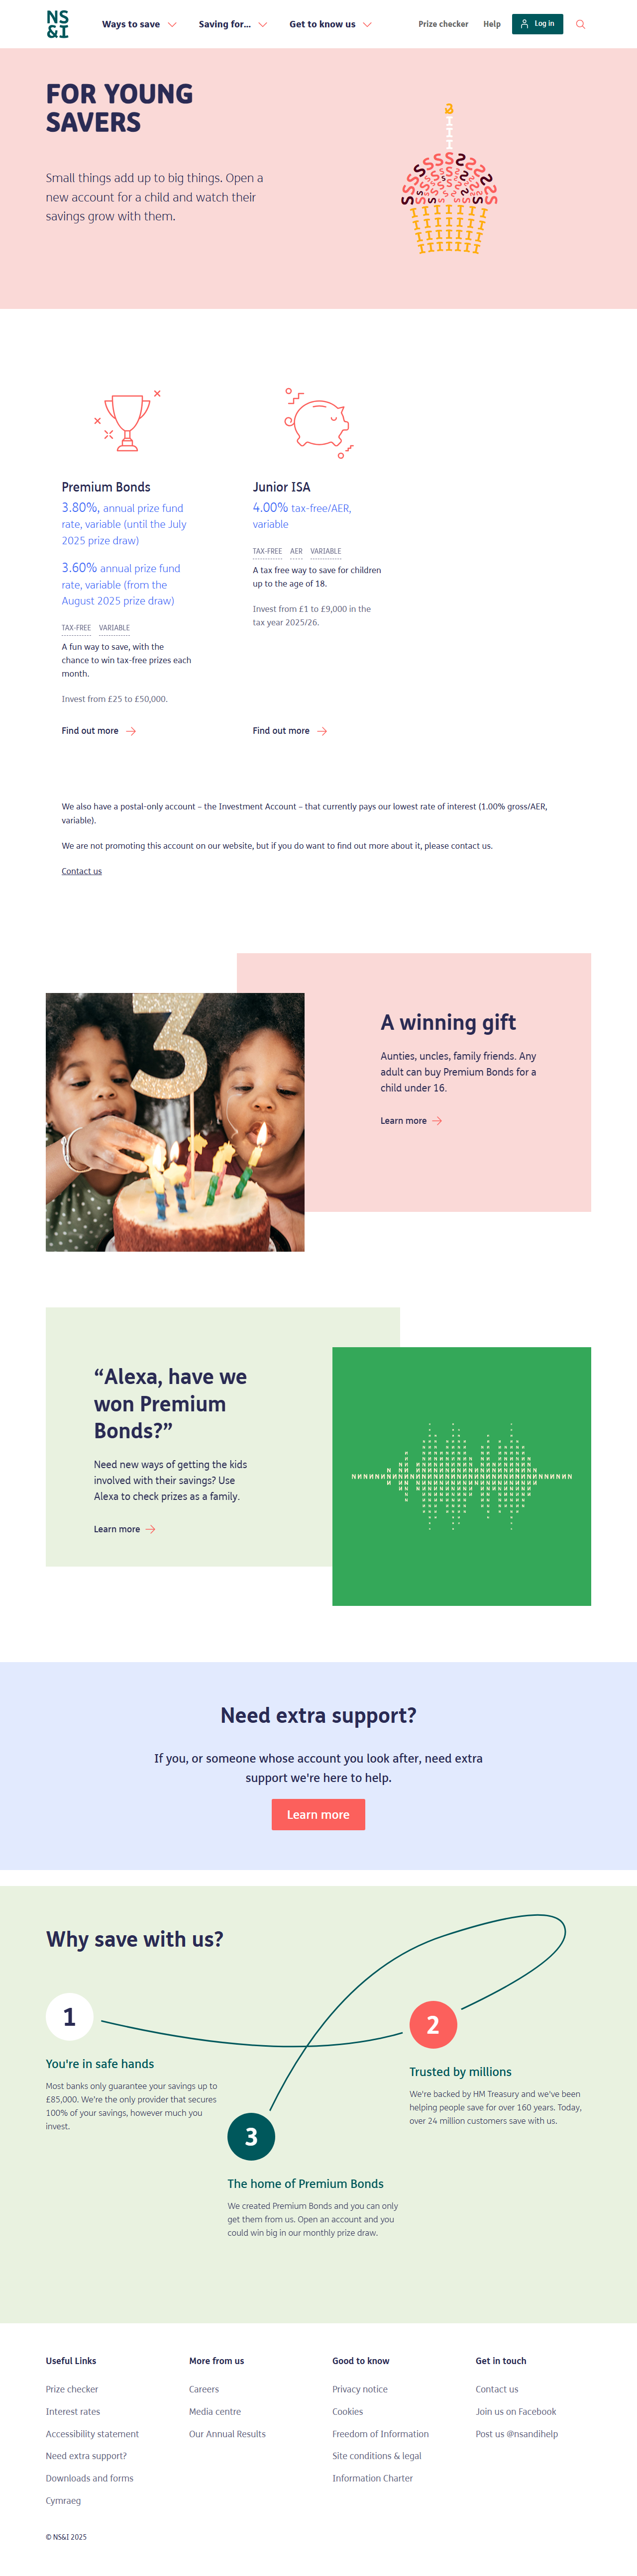 NS
&I
Ways to save
Saving for...
Get to know us
Prize checker
Help
Log in
FOR YOUNG
SAVERS
Small things add up to big things. Open a
new account for a child and watch their
savings grow with them.
Premium Bonds
3.80%, annual prize fund
rate, variable (until the July
2025 prize draw)
3.60% annual prize fund
rate, variable (from the
August 2025 prize draw)
TAX-FREE VARIABLE
A fun way to save, with the
chance to win tax-free prizes each
month.
Invest from £25 to £50,000.
Find out more
Junior ISA
4.00% tax-free/AER,
variable
TAX-FREE AER VARIABLE
A tax free way to save for children
up to the age of 18.
Invest from £1 to £9,000 in the
tax year 2025/26.
Find out more
We also have a postal-only account – the Investment Account – that currently pays our lowest rate of interest (1.00% gross/AER,
variable).
We are not promoting this account on our website, but if you do want to find out more about it, please contact us.
Contact us
3
A winning gift
Aunties, uncles, family friends. Any
adult can buy Premium Bonds for a
child under 16.
Learn more
“Alexa, have we
won Premium
Bonds?”
Need new ways of getting the kids
involved with their savings? Use
Alexa to check prizes as a family.
Learn more
Need extra support?
If you, or someone whose account you look after, need extra
support we're here to help.
Learn more
Why save with us?
1
You're in safe hands
Most banks only guarantee your savings up to
£85,000. We're the only provider that secures
100% of your savings, however much you
invest.
2
Trusted by millions
We're backed by HM Treasury and we've been
helping people save for over 160 years. Today,
over 24 million customers save with us.
3
The home of Premium Bonds
We created Premium Bonds and you can only
get them from us. Open an account and you
could win big in our monthly prize draw.
Useful Links
Prize checker
Interest rates
Accessibility statement
Need extra support?
Downloads and forms
Cymraeg
More from us
Careers
Media centre
Our Annual Results
Good to know
Privacy notice
Cookies
Freedom of Information
Site conditions & legal
Information Charter
Get in touch
Contact us
Join us on Facebook
Post us @nsandihelp
© NS&I 2025